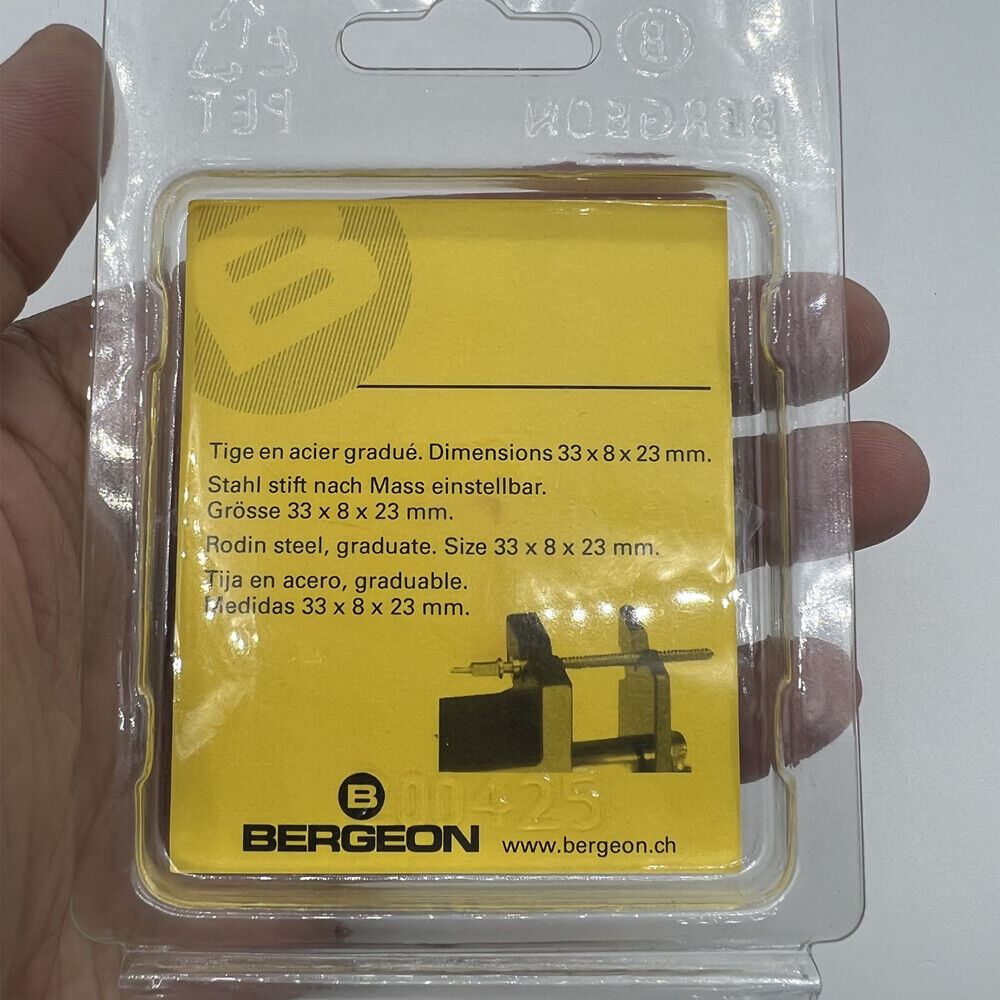 PET
B
BERGEON
B
Tige en acier gradué. Dimensions 33 x 8 x 23 mm.
Stahl stift nach Mass einstellbar.
Grösse 33 x 8 x 23 mm.
Rodin steel, graduate. Size 33 x 8 x 23 mm.
Tija en acero, graduable.
Medidas 33 x 8 x 23 mm.
B
00425
BERGEON www.bergeon.ch